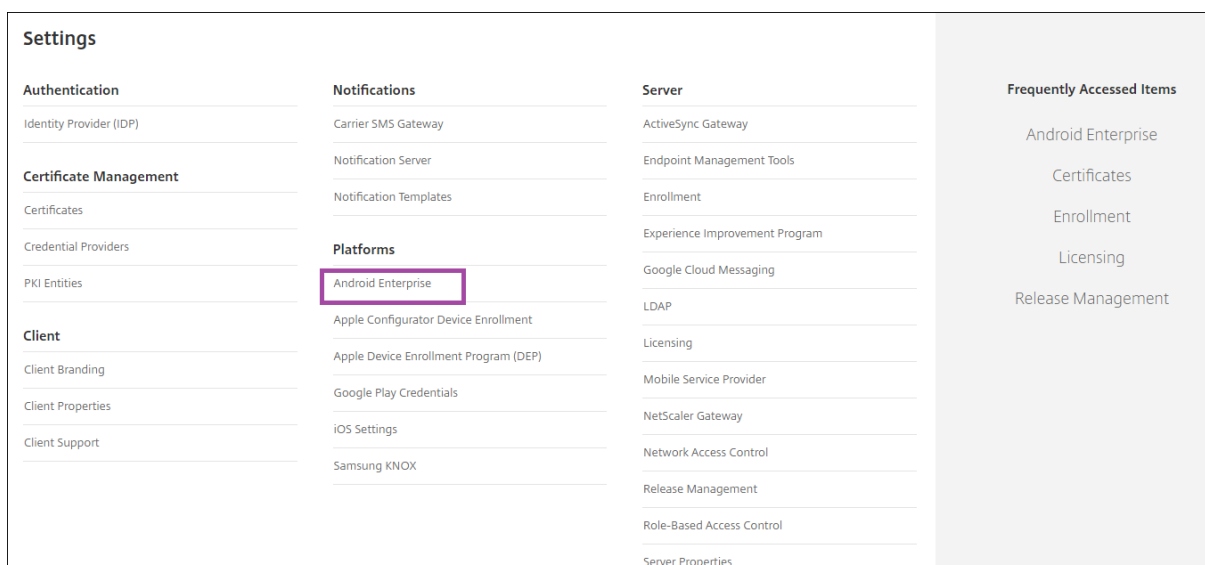 Settings
Authentication
Identity Provider (IDP)
Certificate Management
Certificates
Credential Providers
PKI Entities
Client
Client Branding
Client Properties
Client Support
Notifications
Carrier SMS Gateway
Notification Server
Notification Templates
Platforms
Android Enterprise
Apple Configurator Device Enrollment
Apple Device Enrollment Program (DEP)
Google Play Credentials
iOS Settings
Samsung KNOX
Server
ActiveSync Gateway
Endpoint Management Tools
Enrollment
Experience Improvement Program
Google Cloud Messaging
LDAP
Licensing
Mobile Service Provider
NetScaler Gateway
Network Access Control
Release Management
Role-Based Access Control
Server Properties
Frequently Accessed Items
Android Enterprise
Certificates
Enrollment
Licensing
Release Management